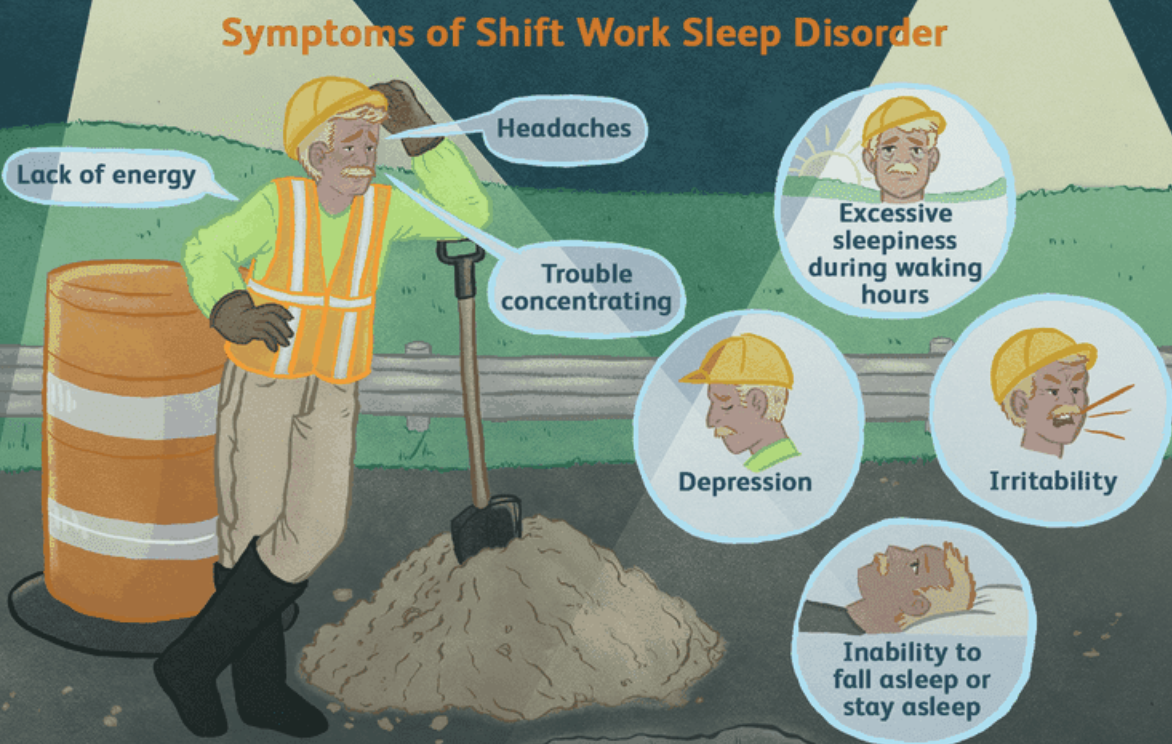 Symptoms of Shift Work Sleep Disorder
Headaches
Lack of energy
Trouble
concentrating
Excessive
sleepiness
during waking
hours
Depression
Irritability
Inability to
fall asleep or
stay asleep